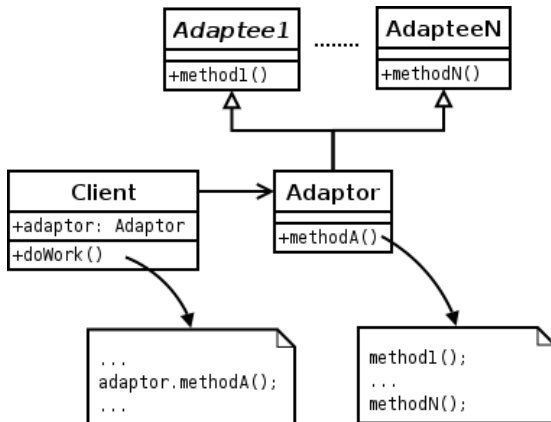 Adaptee1
........
AdapteeN
+method1()
+methodN()
Client
Adaptor
+adaptor: Adaptor
+doWork()
+methodA()
...
adaptor.methodA();
...
method1();
...
methodN();